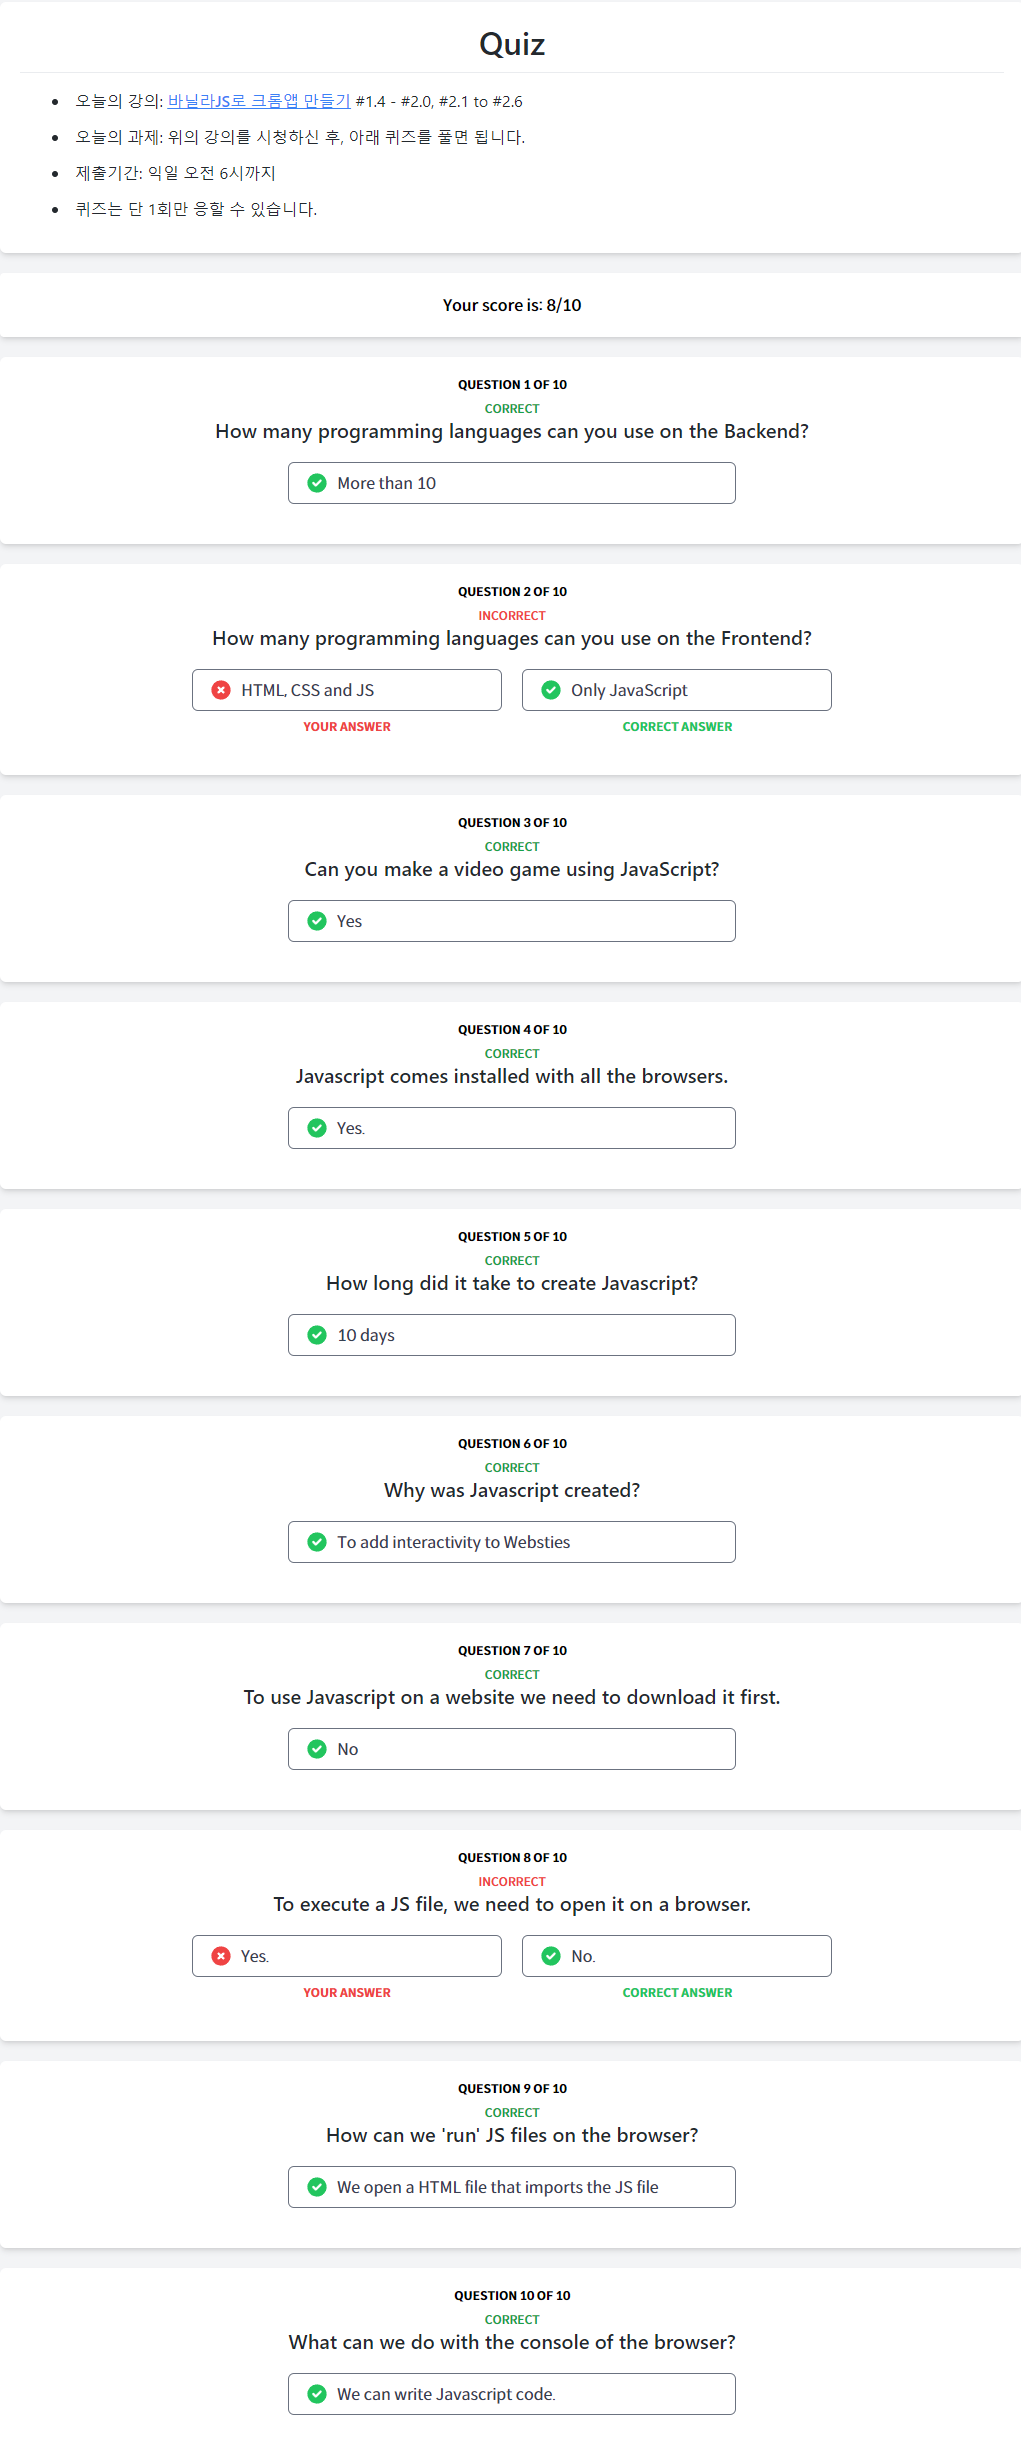 Quiz
오늘의 강의: 바닐라JS로 크롬앱 만들기 #1.4 - #2.0, #2.1 to #2.6
오늘의 과제: 위의 강의를 시청하신 후, 아래 퀴즈를 풀면 됩니다.
제출기간: 익일 오전 6시까지
퀴즈는 단 1회만 응할 수 있습니다.
Your score is: 8/10
QUESTION 1 OF 10
CORRECT
How many programming languages can you use on the Backend?
More than 10
QUESTION 2 OF 10
INCORRECT
How many programming languages can you use on the Frontend?
HTML, CSS and JS
Only JavaScript
YOUR ANSWER
CORRECT ANSWER
QUESTION 3 OF 10
CORRECT
Can you make a video game using JavaScript?
Yes
QUESTION 4 OF 10
CORRECT
Javascript comes installed with all the browsers.
Yes.
QUESTION 5 OF 10
CORRECT
How long did it take to create Javascript?
10 days
QUESTION 6 OF 10
CORRECT
Why was Javascript created?
To add interactivity to Websties
QUESTION 7 OF 10
CORRECT
To use Javascript on a website we need to download it first.
No
QUESTION 8 OF 10
INCORRECT
To execute a JS file, we need to open it on a browser.
Yes.
No.
YOUR ANSWER
CORRECT ANSWER
QUESTION 9 OF 10
CORRECT
How can we 'run' JS files on the browser?
We open a HTML file that imports the JS file
QUESTION 10 OF 10
CORRECT
What can we do with the console of the browser?
We can write Javascript code.